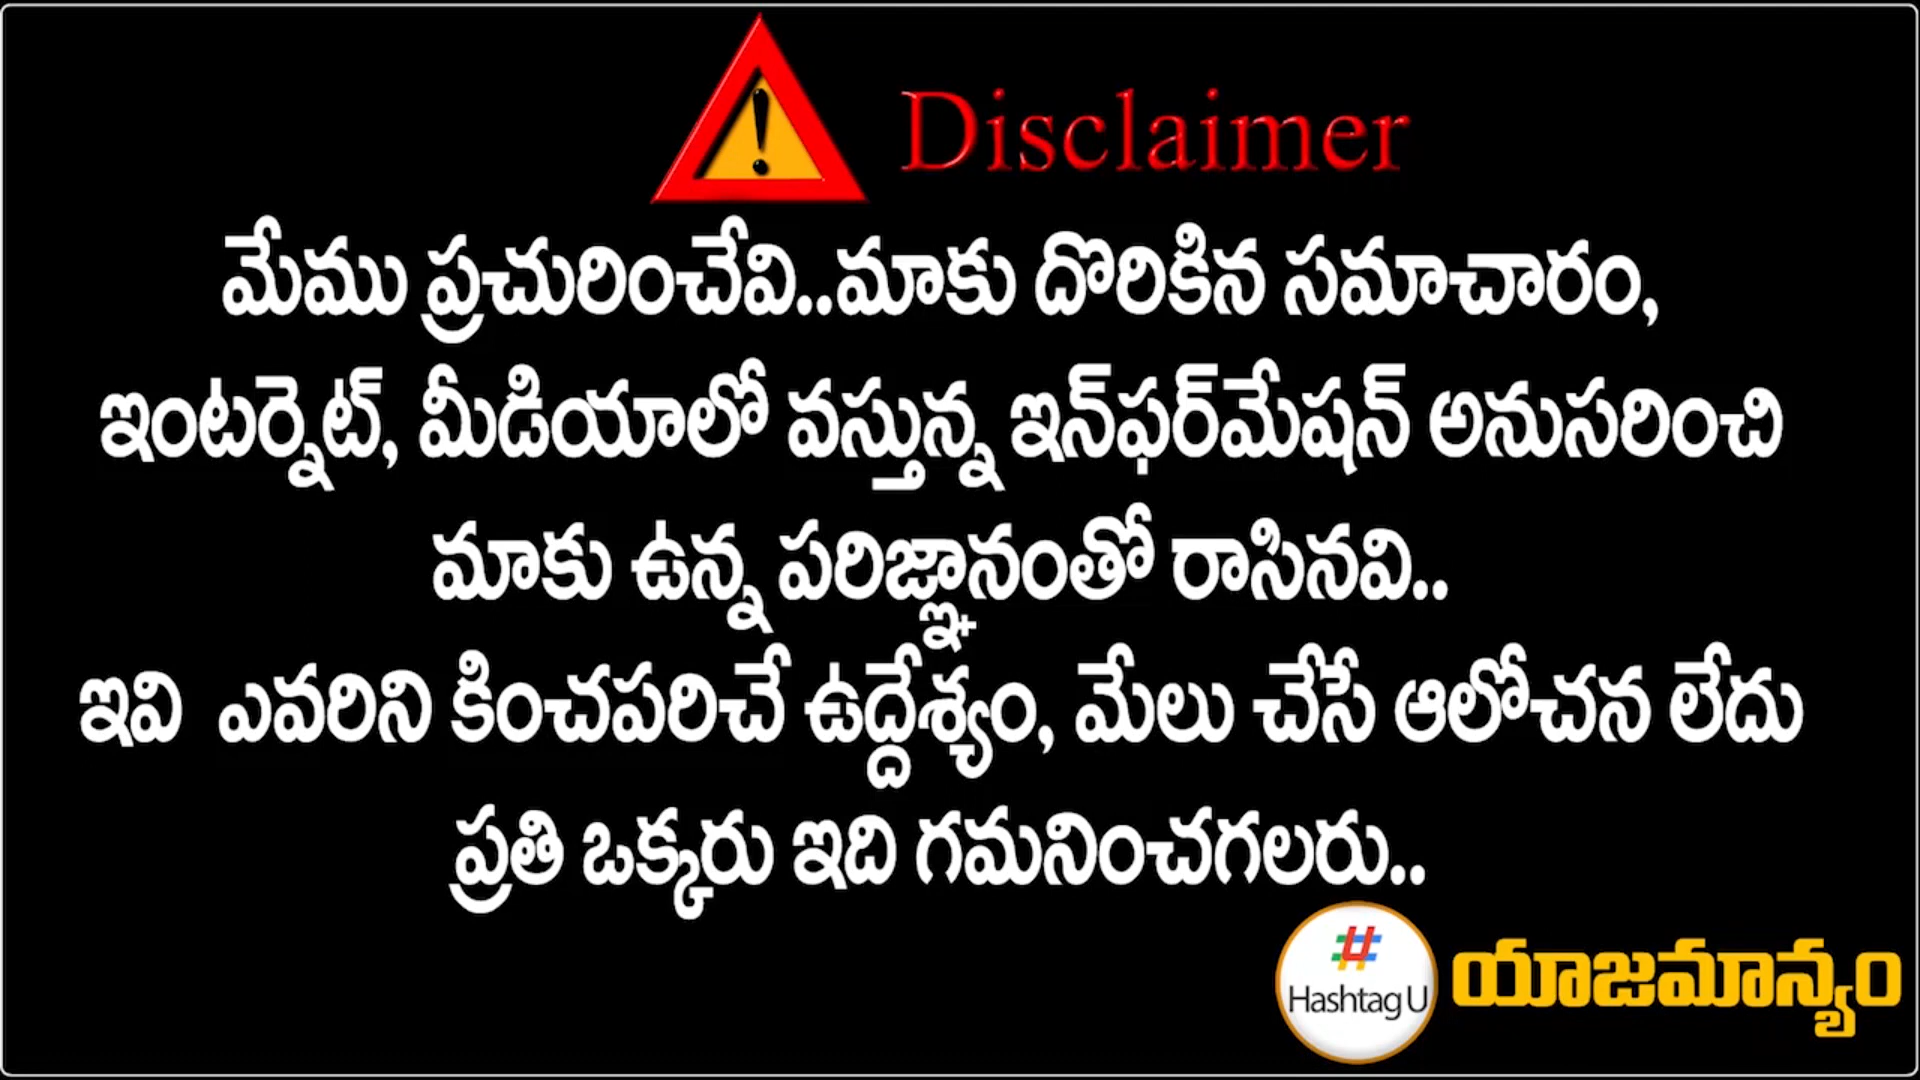 Disclaimer
మేము ప్రచురించేవి..మాకు దొరికిన సమాచారం,
ఇంటర్నెట్, మీడియాలో వస్తున్న ఇన్‌ఫర్‌మేషన్ అనుసరించి
మాకు ఉన్న పరిజ్ఞానంతో రాసినవి..
ఇవి ఎవరిని కించపరిచే ఉద్దేశ్యం, మేలు చేసే ఆలోచన లేదు
ప్రతి ఒక్కరు ఇది గమనించగలరు..
Hashtag U యాజమాన్యం